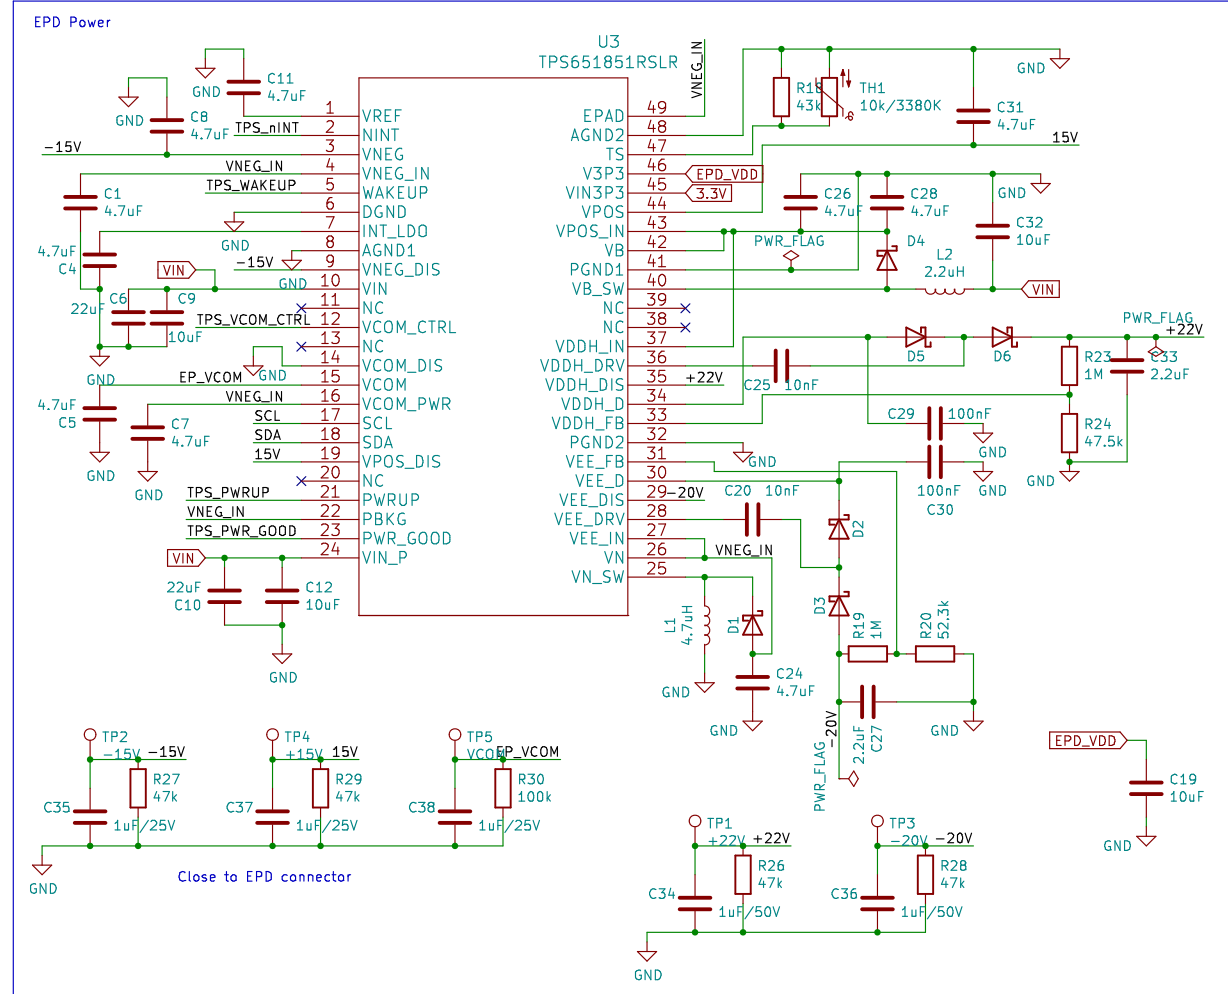 EPD Power
U3
TPS651851RSLR
1 VREF
2 NINT
3 VNEG
4 VNEG_IN
5 WAKEUP
6 DGND
7 INT_LDO
8 AGND1
9 VNEG_DIS
10 VIN
11 NC
12 VCOM_CTRL
13 NC
14 VCOM_DIS
15 VCOM
16 VCOM_PWR
17 SCL
18 SDA
19 VPOS_DIS
20 NC
21 PWRUP
22 PBKG
23 PWR_GOOD
24 VIN_P
EPAD 49
AGND2 48
TS 47
V3P3 46
VIN3P3 45
VPOS 44
VPOS_IN 43
VB 42
PGND1 41
VB_SW 40
NC 39
NC 38
VDDH_IN 37
VDDH_DRV 36
VDDH_DIS 35
VDDH_D 34
VDDH_FB 33
PGND2 32
VEE_FB 31
VEE_D 30
VEE_DIS 29
VEE_DRV 28
VEE_IN 27
VN 26
VN_SW 25
GND
C11
4.7uF
GND
C8
4.7uF
TPS_nINT
-15V
VNEG_IN
TPS_WAKEUP
C1
4.7uF
GND
4.7uF
C4
VIN
-15V
GND
22uF
C6
C9
10uF
TPS_VCOM_CTRL
GND
GND
EP_VCOM
4.7uF
C5
VNEG_IN
C7
4.7uF
SCL
SDA
15V
GND
GND
TPS_PWRUP
VNEG_IN
TPS_PWR_GOOD
VIN
22uF
C10
C12
10uF
GND
VNEG_IN
R18
43k
TH1
10k/3380K
-θ
GND
C31
4.7uF
15V
EPD_VDD
3.3V
C26
4.7uF
C28
4.7uF
GND
C32
10uF
PWR_FLAG
D4
L2
2.2uH
VIN
PWR_FLAG
+22V
D5
D6
C25 10nF
+22V
R23
1M
C33
2.2uF
C29 100nF
GND
R24
47.5k
GND
GND
100nF
C30
GND
-20V
C20 10nF
D2
VNEG_IN
L1
4.7uH
D1
D3
R19
1M
R20
52.3k
GND
C24
4.7uF
GND
-20V
2.2uF
C27
GND
PWR_FLAG
EPD_VDD
C19
10uF
GND
TP2
-15V
-15V
R27
47k
C35
1uF/25V
TP4
+15V
15V
R29
47k
C37
1uF/25V
TP5
VCOM
EP_VCOM
R30
100k
C38
1uF/25V
GND
Close to EPD connector
TP1
+22V
+22V
R26
47k
C34
1uF/50V
TP3
-20V
-20V
R28
47k
C36
1uF/50V
GND